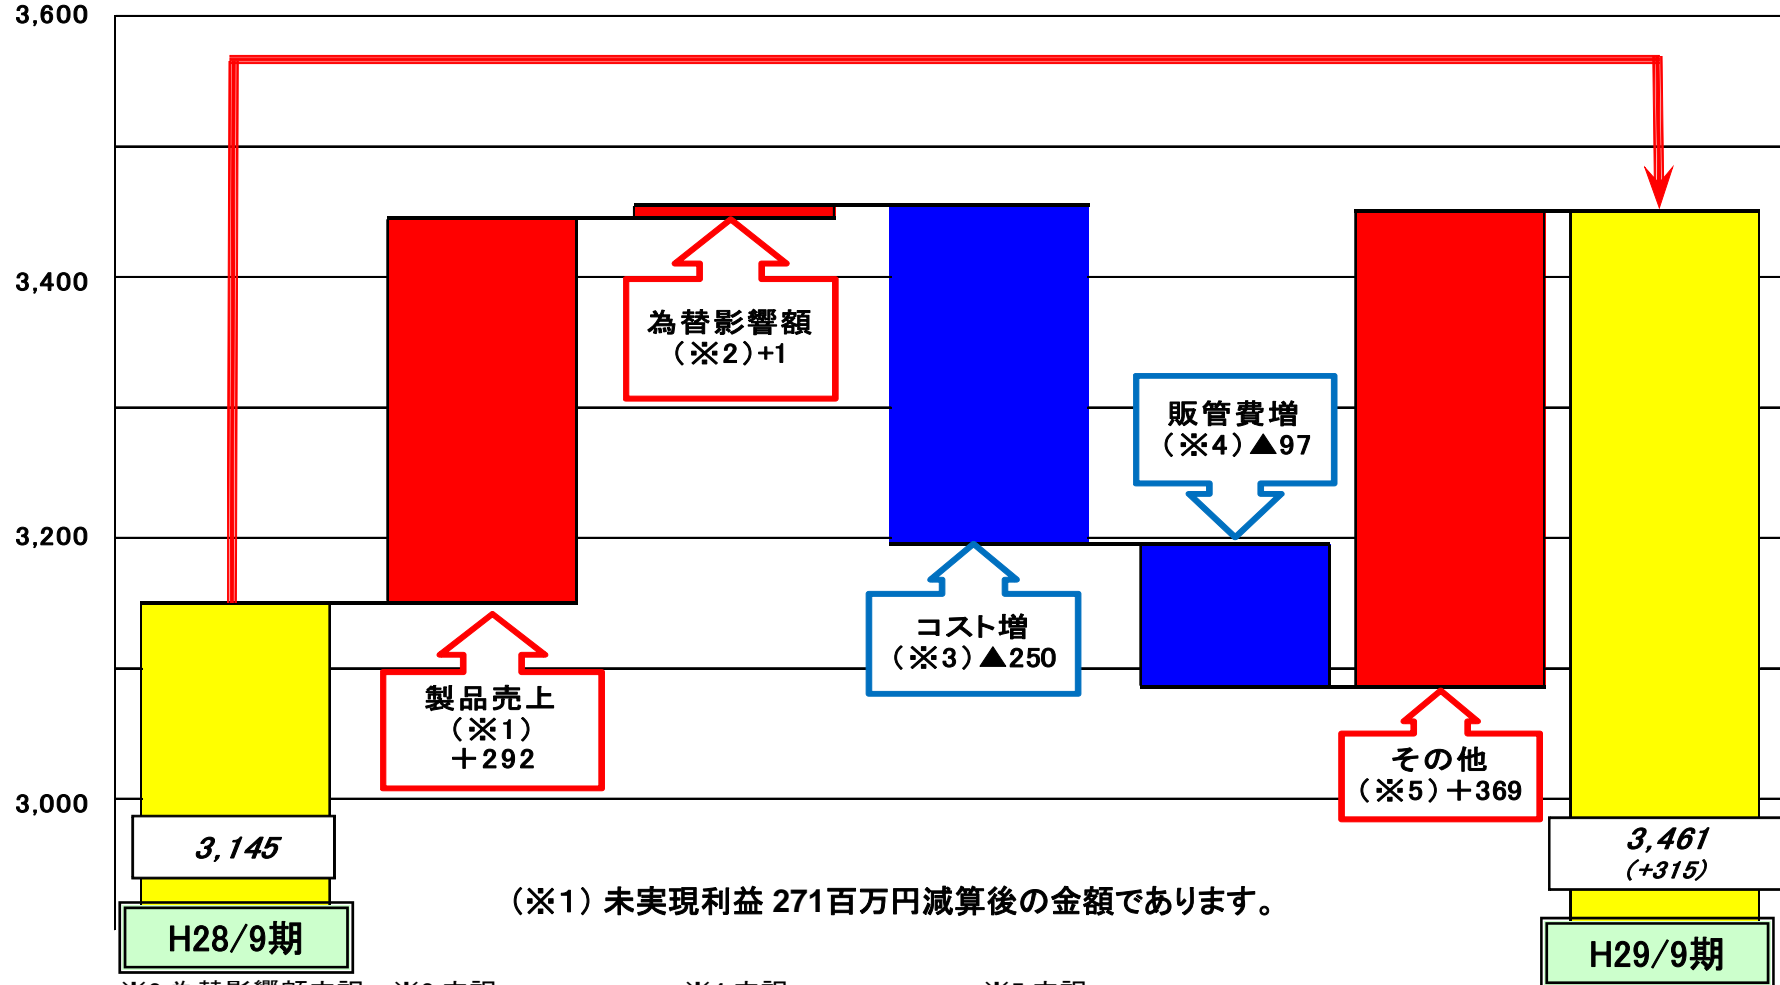 3,600
3,400
3,200
3,000
為替影響額
(※2)+1
販管費増
(※4)▲97
コスト増
(※3)▲250
製品売上
(※1)
+292
その他
(※5)+369
3,145
3,461
(+315)
(※1) 未実現利益 271百万円減算後の金額であります。
H28/9期
H29/9期